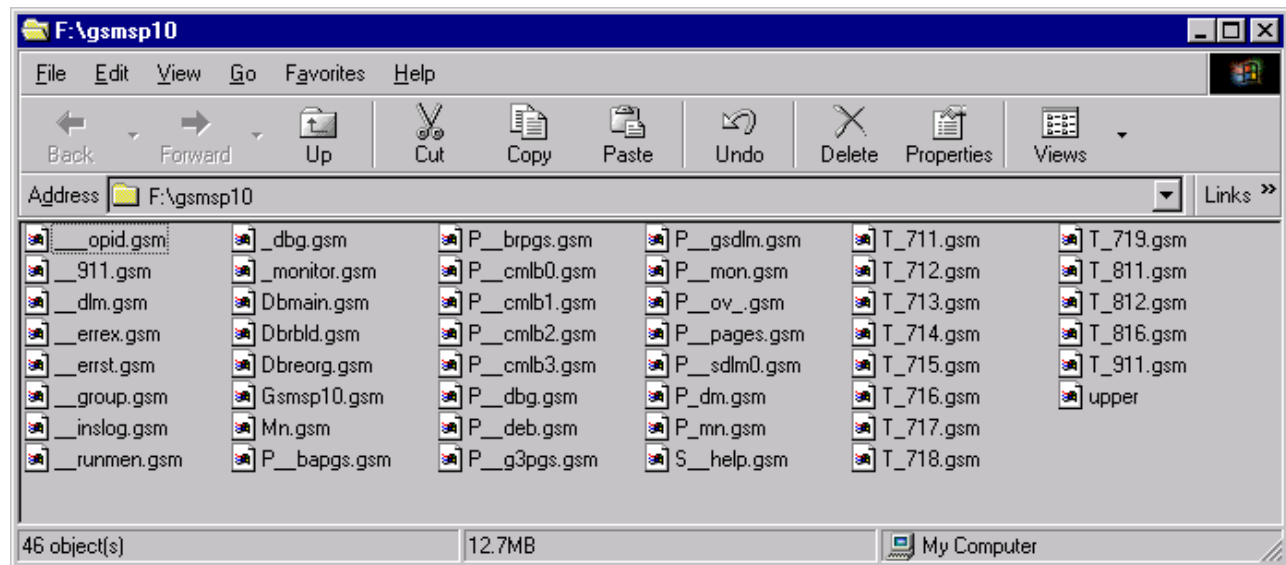 F:\gsmsp10
File Edit View Go Favorites Help
Back Forward Up Cut Copy Paste Undo Delete Properties Views
Address F:\gsmsp10 Links »
___opid.gsm _dbg.gsm P__brpgs.gsm P__gsdlm.gsm T_711.gsm T_719.gsm
__911.gsm _monitor.gsm P__cmlb0.gsm P__mon.gsm T_712.gsm T_811.gsm
__dlm.gsm Dbmain.gsm P__cmlb1.gsm P__ov_.gsm T_713.gsm T_812.gsm
__errex.gsm Dbrbld.gsm P__cmlb2.gsm P__pages.gsm T_714.gsm T_816.gsm
__errst.gsm Dbreorg.gsm P__cmlb3.gsm P__sdlm0.gsm T_715.gsm T_911.gsm
__group.gsm Gsmsp10.gsm P__dbg.gsm P_dm.gsm T_716.gsm upper
__inslog.gsm Mn.gsm P__deb.gsm P_mn.gsm T_717.gsm
__runmen.gsm P__bapgs.gsm P__g3pgs.gsm S__help.gsm T_718.gsm
46 object(s) 12.7MB My Computer